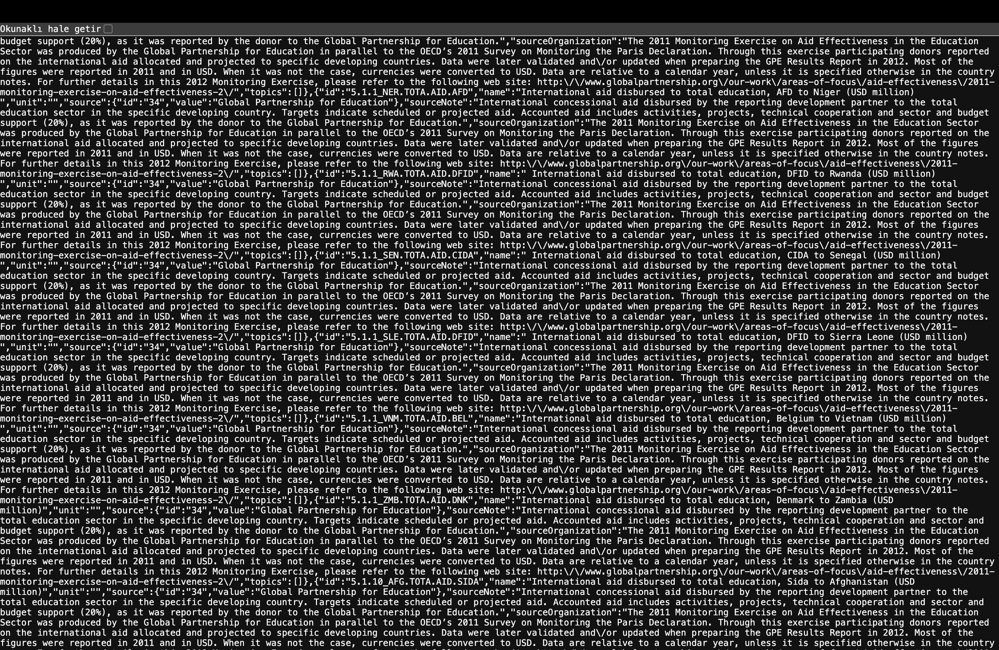 Okunaklı hale getir
budget support (20%), as it was reported by the donor to the Global Partnership for Education.","sourceOrganization":"The 2011 Monitoring Exercise on Aid Effectiveness in the Education
Sector was produced by the Global Partnership for Education in parallel to the OECD’s 2011 Survey on Monitoring the Paris Declaration. Through this exercise participating donors reported
on the international aid allocated and projected to specific developing countries. Data were later validated and\/or updated when preparing the GPE Results Report in 2012. Most of the
figures were reported in 2011 and in USD. When it was not the case, currencies were converted to USD. Data are relative to a calendar year, unless it is specified otherwise in the country
notes. For further details in this 2012 Monitoring Exercise, please refer to the following web site: http:\/\/www.globalpartnership.org\/our-work\/areas-of-focus\/aid-effectiveness\/2011-
monitoring-exercise-on-aid-effectiveness-2\/","topics":[]},{"id":"5.1.1_NER.TOTA.AID.AFD","name":"International aid disbursed to total education, AFD to Niger (USD million)
","unit":"","source":{"id":"34","value":"Global Partnership for Education"},"sourceNote":"International concessional aid disbursed by the reporting development partner to the total
education sector in the specific developing country. Targets indicate scheduled or projected aid. Accounted aid includes activities, projects, technical cooperation and sector and budget
support (20%), as it was reported by the donor to the Global Partnership for Education.","sourceOrganization":"The 2011 Monitoring Exercise on Aid Effectiveness in the Education Sector
was produced by the Global Partnership for Education in parallel to the OECD’s 2011 Survey on Monitoring the Paris Declaration. Through this exercise participating donors reported on the
international aid allocated and projected to specific developing countries. Data were later validated and\/or updated when preparing the GPE Results Report in 2012. Most of the figures
were reported in 2011 and in USD. When it was not the case, currencies were converted to USD. Data are relative to a calendar year, unless it is specified otherwise in the country notes.
For further details in this 2012 Monitoring Exercise, please refer to the following web site: http:\/\/www.globalpartnership.org\/our-work\/areas-of-focus\/aid-effectiveness\/2011-
monitoring-exercise-on-aid-effectiveness-2\/","topics":[]},{"id":"5.1.1_RWA.TOTA.AID.DFID","name":" International aid disbursed to total education, DFID to Rwanda (USD million)
","unit":"","source":{"id":"34","value":"Global Partnership for Education"},"sourceNote":"International concessional aid disbursed by the reporting development partner to the total
education sector in the specific developing country. Targets indicate scheduled or projected aid. Accounted aid includes activities, projects, technical cooperation and sector and budget
support (20%), as it was reported by the donor to the Global Partnership for Education.","sourceOrganization":"The 2011 Monitoring Exercise on Aid Effectiveness in the Education Sector
was produced by the Global Partnership for Education in parallel to the OECD’s 2011 Survey on Monitoring the Paris Declaration. Through this exercise participating donors reported on the
international aid allocated and projected to specific developing countries. Data were later validated and\/or updated when preparing the GPE Results Report in 2012. Most of the figures
were reported in 2011 and in USD. When it was not the case, currencies were converted to USD. Data are relative to a calendar year, unless it is specified otherwise in the country notes.
For further details in this 2012 Monitoring Exercise, please refer to the following web site: http:\/\/www.globalpartnership.org\/our-work\/areas-of-focus\/aid-effectiveness\/2011-
monitoring-exercise-on-aid-effectiveness-2\/","topics":[]},{"id":"5.1.1_SEN.TOTA.AID.CIDA","name":" International aid disbursed to total education, CIDA to Senegal (USD million)
","unit":"","source":{"id":"34","value":"Global Partnership for Education"},"sourceNote":"International concessional aid disbursed by the reporting development partner to the total
education sector in the specific developing country. Targets indicate scheduled or projected aid. Accounted aid includes activities, projects, technical cooperation and sector and budget
support (20%), as it was reported by the donor to the Global Partnership for Education.","sourceOrganization":"The 2011 Monitoring Exercise on Aid Effectiveness in the Education Sector
was produced by the Global Partnership for Education in parallel to the OECD’s 2011 Survey on Monitoring the Paris Declaration. Through this exercise participating donors reported on the
international aid allocated and projected to specific developing countries. Data were later validated and\/or updated when preparing the GPE Results Report in 2012. Most of the figures
were reported in 2011 and in USD. When it was not the case, currencies were converted to USD. Data are relative to a calendar year, unless it is specified otherwise in the country notes.
For further details in this 2012 Monitoring Exercise, please refer to the following web site: http:\/\/www.globalpartnership.org\/our-work\/areas-of-focus\/aid-effectiveness\/2011-
monitoring-exercise-on-aid-effectiveness-2\/","topics":[]},{"id":"5.1.1_SLE.TOTA.AID.DFID","name":" International aid disbursed to total education, DFID to Sierra Leone (USD million)
","unit":"","source":{"id":"34","value":"Global Partnership for Education"},"sourceNote":"International concessional aid disbursed by the reporting development partner to the total
education sector in the specific developing country. Targets indicate scheduled or projected aid. Accounted aid includes activities, projects, technical cooperation and sector and budget
support (20%), as it was reported by the donor to the Global Partnership for Education.","sourceOrganization":"The 2011 Monitoring Exercise on Aid Effectiveness in the Education Sector
was produced by the Global Partnership for Education in parallel to the OECD’s 2011 Survey on Monitoring the Paris Declaration. Through this exercise participating donors reported on the
international aid allocated and projected to specific developing countries. Data were later validated and\/or updated when preparing the GPE Results Report in 2012. Most of the figures
were reported in 2011 and in USD. When it was not the case, currencies were converted to USD. Data are relative to a calendar year, unless it is specified otherwise in the country notes.
For further details in this 2012 Monitoring Exercise, please refer to the following web site: http:\/\/www.globalpartnership.org\/our-work\/areas-of-focus\/aid-effectiveness\/2011-
monitoring-exercise-on-aid-effectiveness-2\/","topics":[]},{"id":"5.1.1_VNM.TOTA.AID.BEL","name":"International aid disbursed to total education, Belgium to Vietnam (USD million)
","unit":"","source":{"id":"34","value":"Global Partnership for Education"},"sourceNote":"International concessional aid disbursed by the reporting development partner to the total
education sector in the specific developing country. Targets indicate scheduled or projected aid. Accounted aid includes activities, projects, technical cooperation and sector and budget
support (20%), as it was reported by the donor to the Global Partnership for Education.","sourceOrganization":"The 2011 Monitoring Exercise on Aid Effectiveness in the Education Sector
was produced by the Global Partnership for Education in parallel to the OECD’s 2011 Survey on Monitoring the Paris Declaration. Through this exercise participating donors reported on the
international aid allocated and projected to specific developing countries. Data were later validated and\/or updated when preparing the GPE Results Report in 2012. Most of the figures
were reported in 2011 and in USD. When it was not the case, currencies were converted to USD. Data are relative to a calendar year, unless it is specified otherwise in the country notes.
For further details in this 2012 Monitoring Exercise, please refer to the following web site: http:\/\/www.globalpartnership.org\/our-work\/areas-of-focus\/aid-effectiveness\/2011-
monitoring-exercise-on-aid-effectiveness-2\/","topics":[]},{"id":"5.1.1_ZMB.TOTA.AID.DNK","name":"International aid disbursed to total education, Denmark to Zambia (USD
million)","unit":"","source":{"id":"34","value":"Global Partnership for Education"},"sourceNote":"International concessional aid disbursed by the reporting development partner to the
total education sector in the specific developing country. Targets indicate scheduled or projected aid. Accounted aid includes activities, projects, technical cooperation and sector and
budget support (20%), as it was reported by the donor to the Global Partnership for Education.","sourceOrganization":"The 2011 Monitoring Exercise on Aid Effectiveness in the Education
Sector was produced by the Global Partnership for Education in parallel to the OECD’s 2011 Survey on Monitoring the Paris Declaration. Through this exercise participating donors reported
on the international aid allocated and projected to specific developing countries. Data were later validated and\/or updated when preparing the GPE Results Report in 2012. Most of the
figures were reported in 2011 and in USD. When it was not the case, currencies were converted to USD. Data are relative to a calendar year, unless it is specified otherwise in the country
notes. For further details in this 2012 Monitoring Exercise, please refer to the following web site: http:\/\/www.globalpartnership.org\/our-work\/areas-of-focus\/aid-effectiveness\/2011-
monitoring-exercise-on-aid-effectiveness-2\/","topics":[]},{"id":"5.1.10_AFG.TOTA.AID.SIDA","name":"International aid disbursed to total education, Sida to Afghanistan (USD
million)","unit":"","source":{"id":"34","value":"Global Partnership for Education"},"sourceNote":"International concessional aid disbursed by the reporting development partner to the
total education sector in the specific developing country. Targets indicate scheduled or projected aid. Accounted aid includes activities, projects, technical cooperation and sector and
budget support (20%), as it was reported by the donor to the Global Partnership for Education.","sourceOrganization":"The 2011 Monitoring Exercise on Aid Effectiveness in the Education
Sector was produced by the Global Partnership for Education in parallel to the OECD’s 2011 Survey on Monitoring the Paris Declaration. Through this exercise participating donors reported
on the international aid allocated and projected to specific developing countries. Data were later validated and\/or updated when preparing the GPE Results Report in 2012. Most of the
figures were reported in 2011 and in USD. When it was not the case, currencies were converted to USD. Data are relative to a calendar year, unless it is specified otherwise in the country